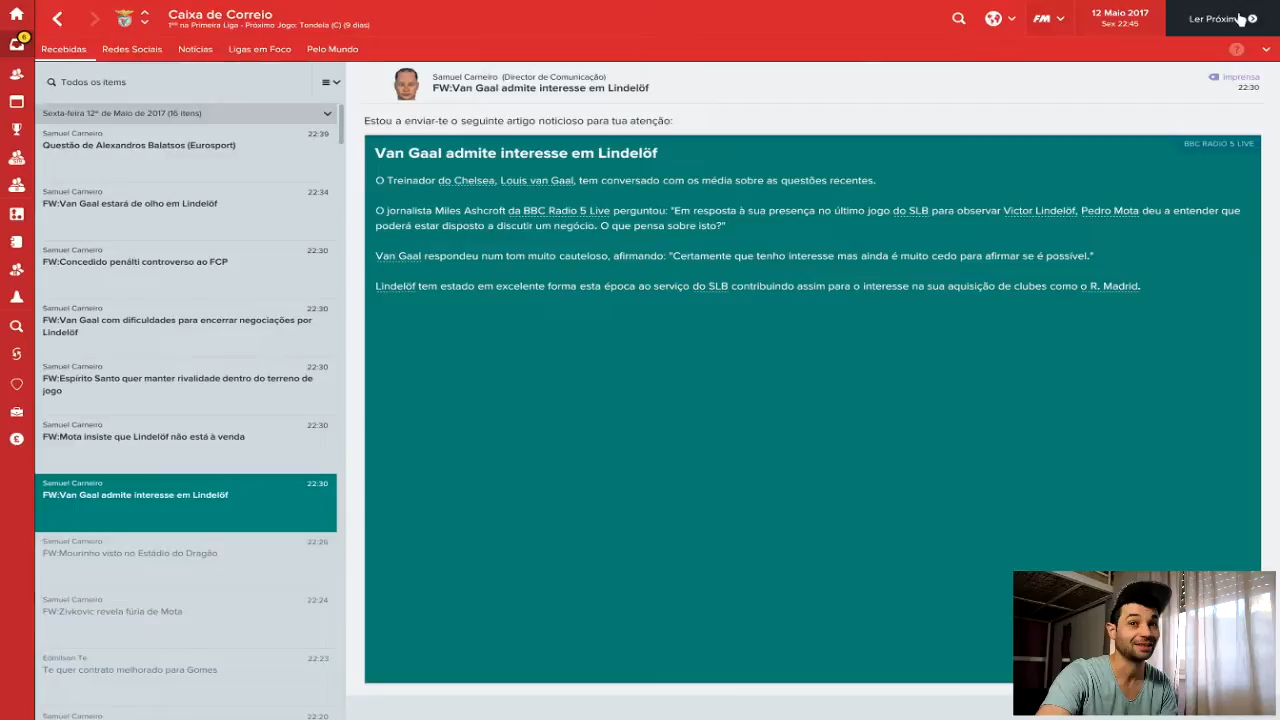 Caixa de Correio
1ºº na Primeira Liga - Próximo Jogo: Tondela (C) (9 dias)
FM
12 Maio 2017
Sex 22:45
Ler Próxim
6
Recebidas
Redes Sociais
Notícias
Ligas em Foco
Pelo Mundo
?
Todos os items
Sexta-feira 12º de Maio de 2017 (16 itens)
Samuel Carneiro 22:39
Questão de Alexandros Balatsos (Eurosport)
Samuel Carneiro 22:34
FW:Van Gaal estará de olho em Lindelöf
Samuel Carneiro 22:30
FW:Concedido penálti controverso ao FCP
Samuel Carneiro 22:30
FW:Van Gaal com dificuldades para encerrar negociações por
Lindelöf
Samuel Carneiro 22:30
FW:Espírito Santo quer manter rivalidade dentro do terreno de
jogo
Samuel Carneiro 22:30
FW:Mota insiste que Lindelöf não está à venda
Samuel Carneiro 22:30
FW:Van Gaal admite interesse em Lindelöf
Samuel Carneiro 22:26
FW:Mourinho visto no Estádio do Dragão
Samuel Carneiro 22:24
FW:Zivkovic revela fúria de Mota
Edmilson Te 22:23
Te quer contrato melhorado para Gomes
Samuel Carneiro 22:20
Samuel Carneiro (Director de Comunicação)
FW:Van Gaal admite interesse em Lindelöf
imprensa
22:30
Estou a enviar-te o seguinte artigo noticioso para tua atenção:
BBC RADIO 5 LIVE
Van Gaal admite interesse em Lindelöf
O Treinador do Chelsea, Louis van Gaal, tem conversado com os média sobre as questões recentes.
O jornalista Miles Ashcroft da BBC Radio 5 Live perguntou: "Em resposta à sua presença no último jogo do SLB para observar Victor Lindelöf, Pedro Mota deu a entender que
poderá estar disposto a discutir um negócio. O que pensa sobre isto?"
Van Gaal respondeu num tom muito cauteloso, afirmando: "Certamente que tenho interesse mas ainda é muito cedo para afirmar se é possível."
Lindelöf tem estado em excelente forma esta época ao serviço do SLB contribuindo assim para o interesse na sua aquisição de clubes como o R. Madrid.